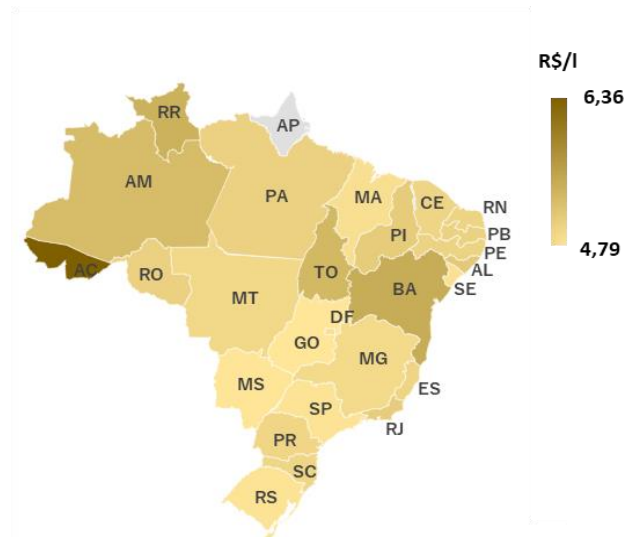 R$/l
6,36
4,79
RR
AP
AM
PA
MA
CE
RN
PB
PE
AL
SE
PI
AC
RO
TO
BA
MT
DF
GO
MG
ES
MS
SP
RJ
PR
SC
RS